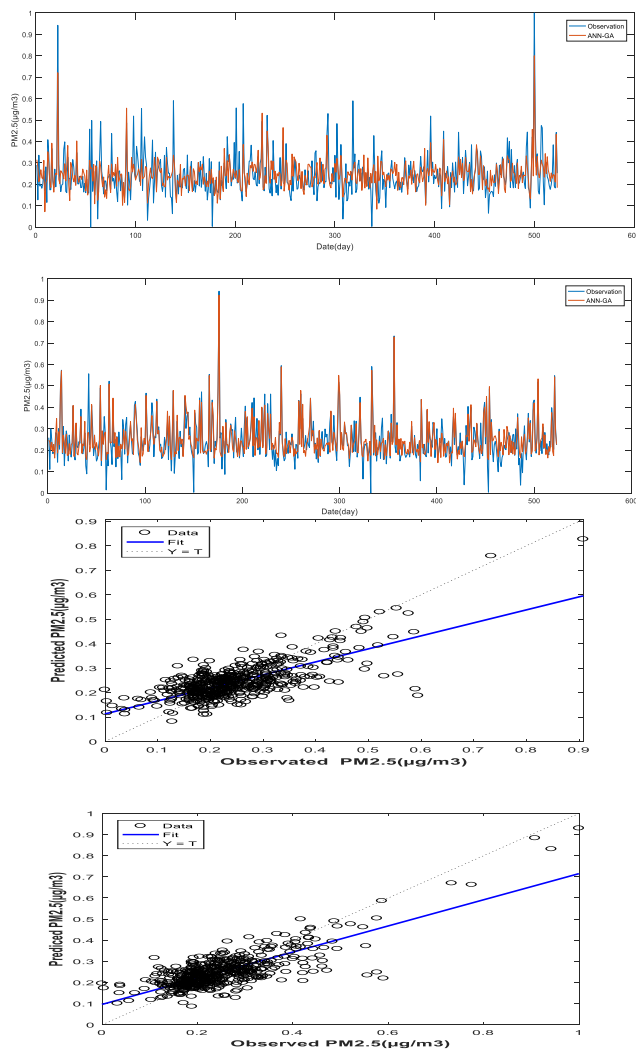 1
0.9
0.8
0.7
0.6
0.5
0.4
0.3
0.2
0.1
0
PM2.5(μg/m3)
Observation
ANN-GA
0 100 200 300 400 500 600
Date(day)
1
0.9
0.8
0.7
0.6
0.5
0.4
0.3
0.2
0.1
0
PM2.5(μg/m3)
Observation
ANN-GA
0 100 200 300 400 500 600
Date(day)
0.9
0.8
0.7
0.6
0.5
0.4
0.3
0.2
0.1
0
Predicted PM2.5(μg/m3)
Data
Fit
Y = T
0 0.1 0.2 0.3 0.4 0.5 0.6 0.7 0.8 0.9
Observated PM2.5(μg/m3)
1
0.9
0.8
0.7
0.6
0.5
0.4
0.3
0.2
0.1
0
Prediced PM2.5(μg/m3)
Data
Fit
Y = T
0 0.2 0.4 0.6 0.8 1
Observed PM2.5(μg/m3)